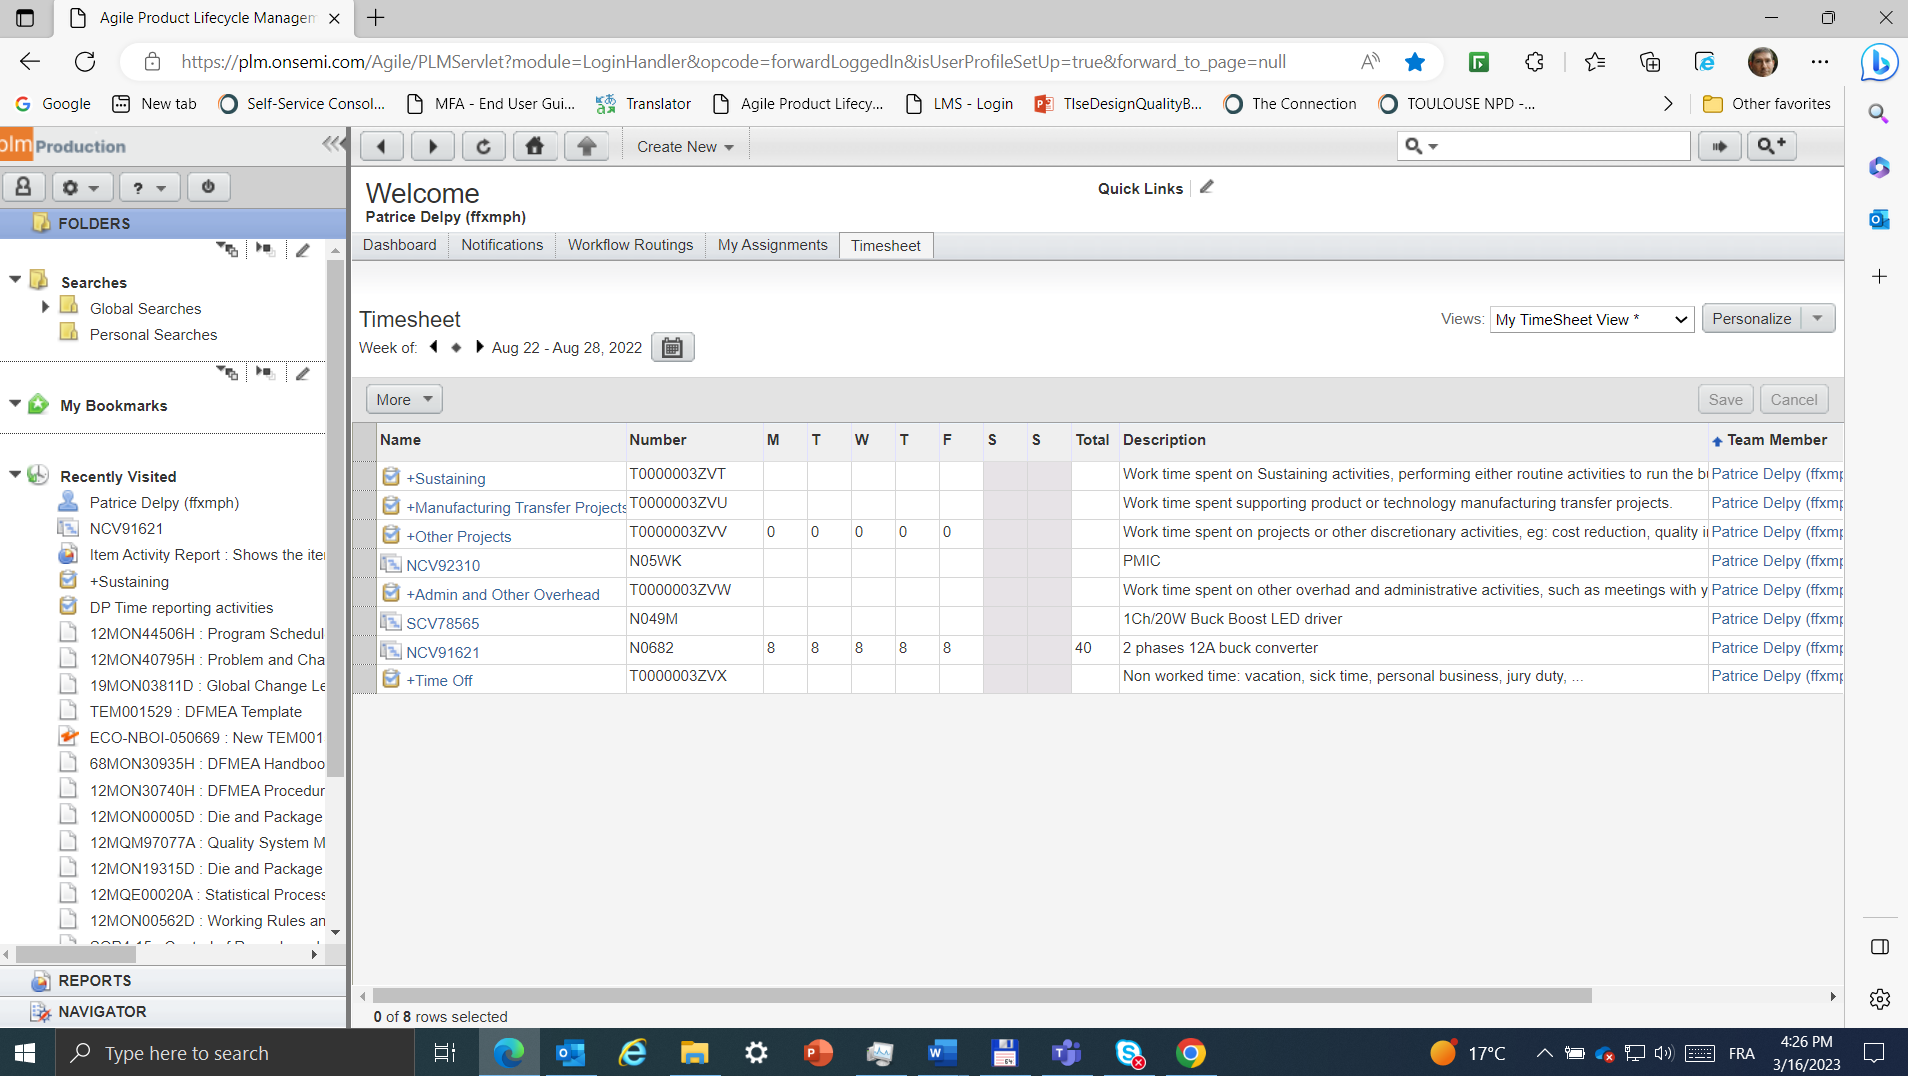 Agile Product Lifecycle Managem
https://plm.onsemi.com/Agile/PLMServlet?module=LoginHandler&opcode=forwardLoggedIn&isUserProfileSetUp=true&forward_to_page=null
Google New tab Self-Service Consol... MFA - End User Gui... Translator Agile Product Lifecy... LMS - Login TlseDesignQualityB... The Connection TOULOUSE NPD -... Other favorites
plm Production
Create New
FOLDERS
Searches
Global Searches
Personal Searches
My Bookmarks
Recently Visited
Patrice Delpy (ffxmph)
NCV91621
Item Activity Report : Shows the iter
+Sustaining
DP Time reporting activities
12MON44506H : Program Schedul
12MON40795H : Problem and Cha
19MON03811D : Global Change Le
TEM001529 : DFMEA Template
ECO-NBOI-050669 : New TEM001
68MON30935H : DFMEA Handboo
12MON30740H : DFMEA Procedur
12MON00005D : Die and Package
12MQM97077A : Quality System M
12MON19315D : Die and Package
12MQE00020A : Statistical Process
12MON00562D : Working Rules an
REPORTS
NAVIGATOR
Welcome
Patrice Delpy (ffxmph)
Quick Links
Dashboard Notifications Workflow Routings My Assignments Timesheet
Timesheet
Views: My TimeSheet View * Personalize
Week of: Aug 22 - Aug 28, 2022
More Save Cancel
Name Number M T W T F S S Total Description Team Member
+Sustaining T0000003ZVT Work time spent on Sustaining activities, performing either routine activities to run the b Patrice Delpy (ffxmp
+Manufacturing Transfer Projects T0000003ZVU Work time spent supporting product or technology manufacturing transfer projects. Patrice Delpy (ffxmp
+Other Projects T0000003ZVV 0 0 0 0 0 Work time spent on projects or other discretionary activities, eg: cost reduction, quality i Patrice Delpy (ffxmp
NCV92310 N05WK PMIC Patrice Delpy (ffxmp
+Admin and Other Overhead T0000003ZVW Work time spent on other overhad and administrative activities, such as meetings with y Patrice Delpy (ffxmp
SCV78565 N049M 1Ch/20W Buck Boost LED driver Patrice Delpy (ffxmp
NCV91621 N0682 8 8 8 8 8 40 2 phases 12A buck converter Patrice Delpy (ffxmp
+Time Off T0000003ZVX Non worked time: vacation, sick time, personal business, jury duty, ... Patrice Delpy (ffxmp
0 of 8 rows selected
Type here to search
17°C
FRA
4:26 PM
3/16/2023